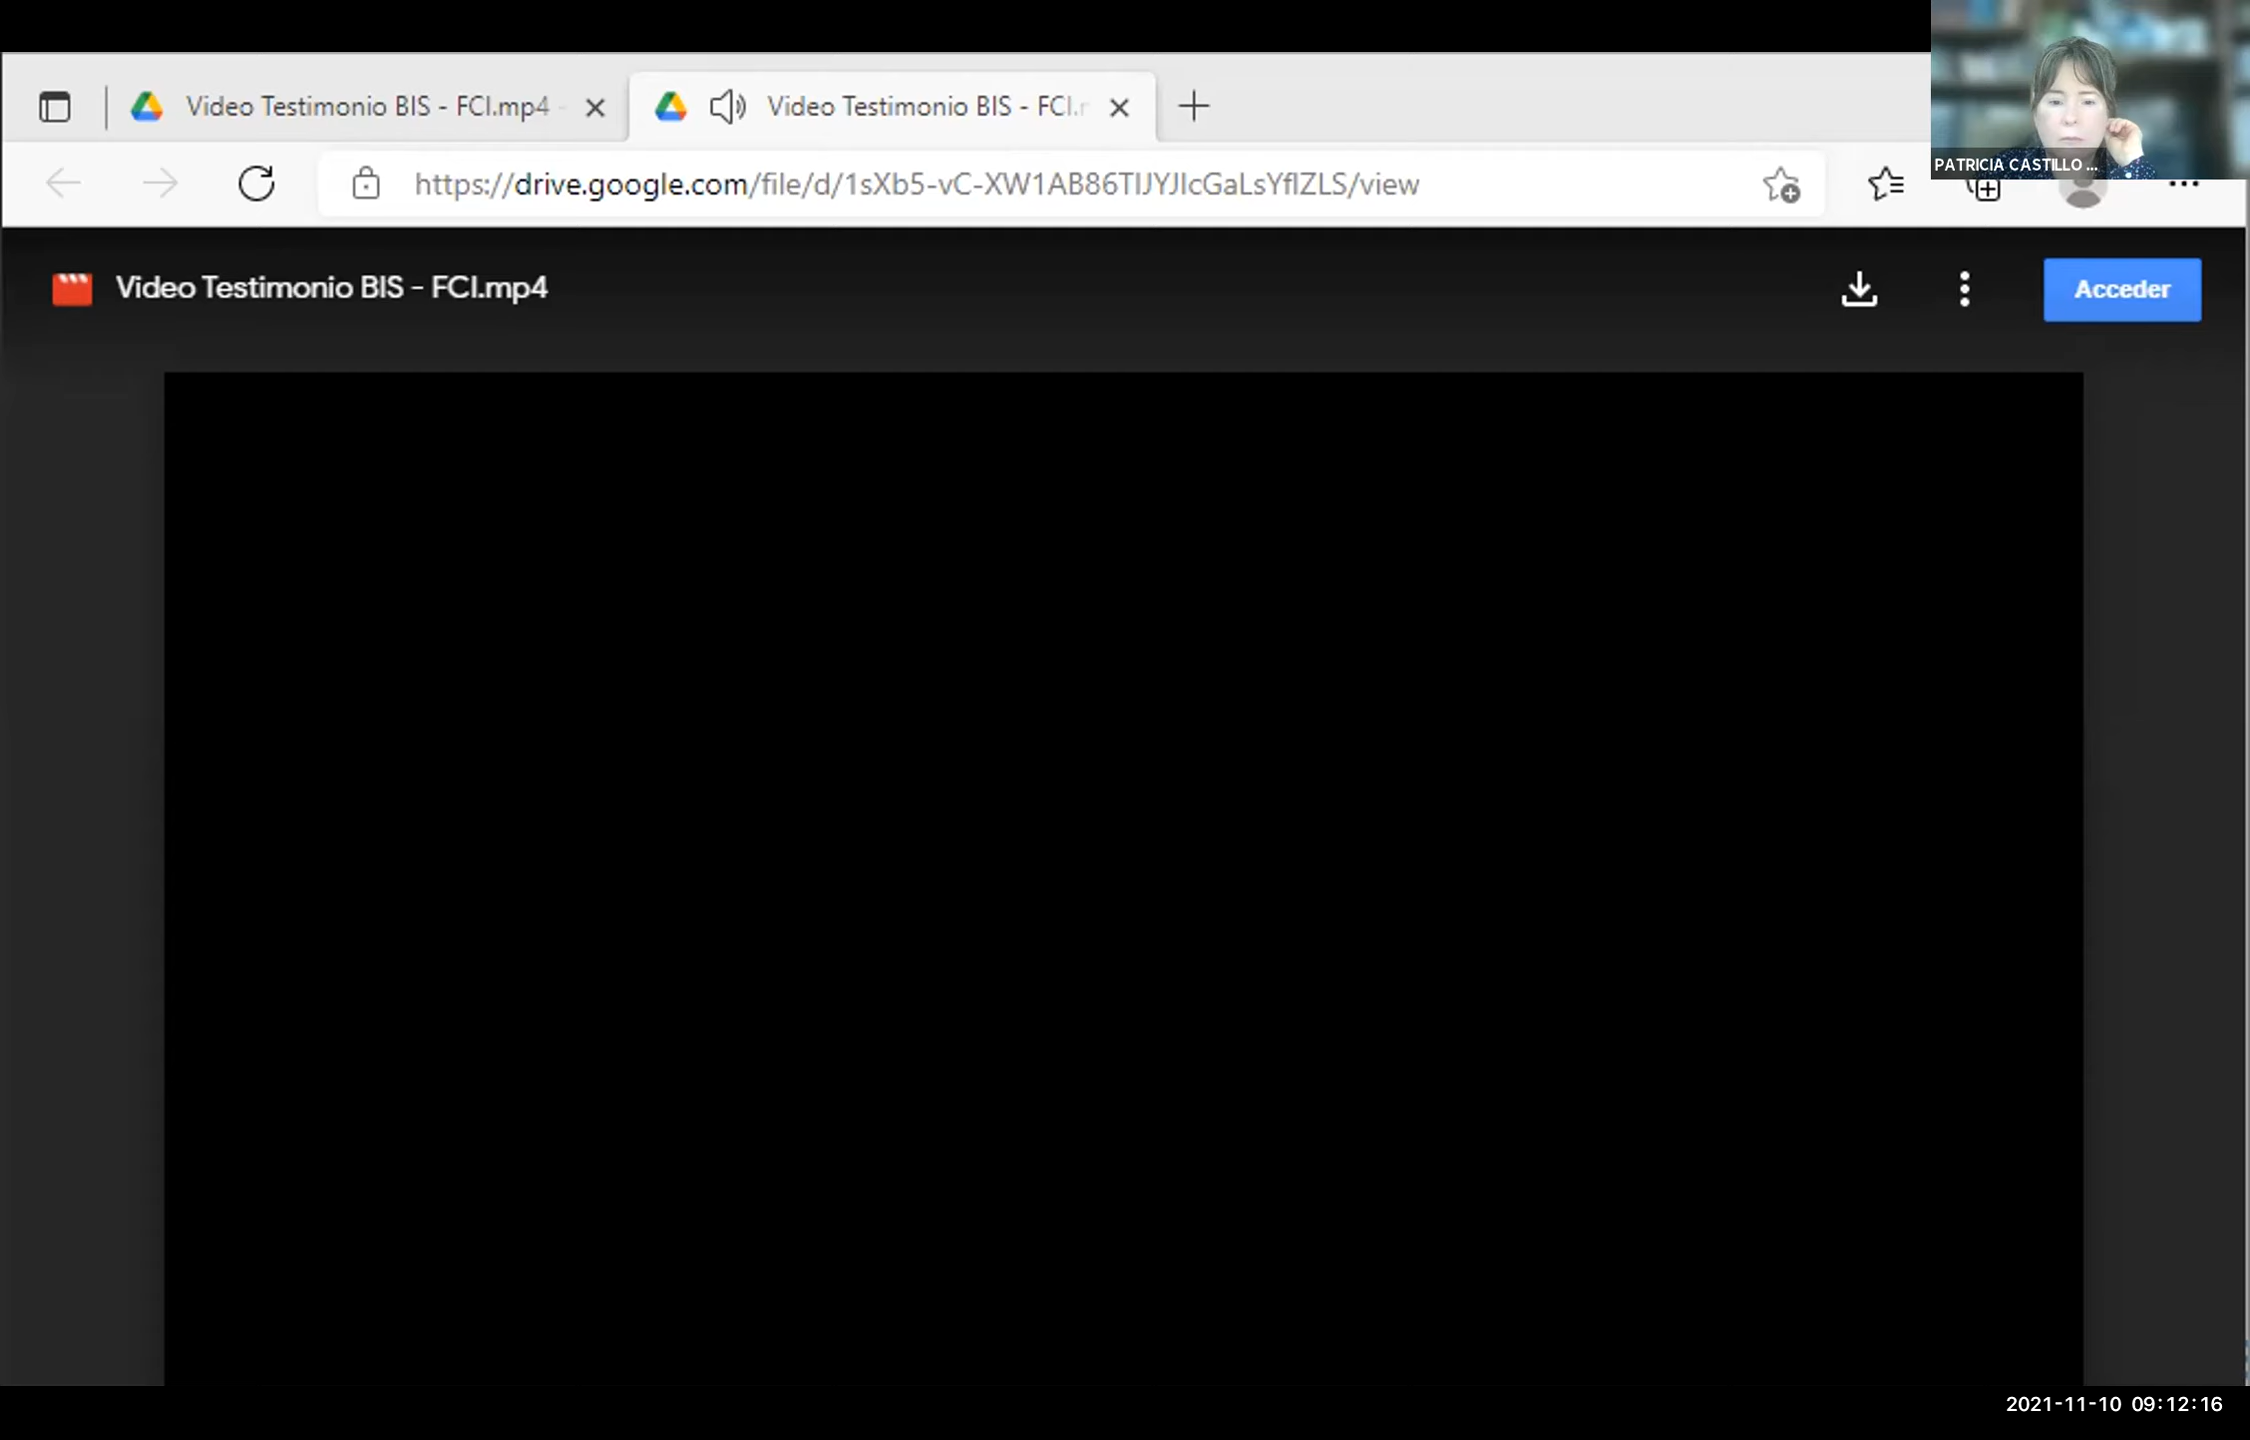 Video Testimonio BIS - FCI.mp4 -
Video Testimonio BIS - FCI.
PATRICIA CASTILLO ...
https://drive.google.com/file/d/1sXb5-vC-XW1AB86TIJYJIcGaLsYfIZLS/view
Video Testimonio BIS - FCI.mp4
Acceder
2021-11-10 09:12:16